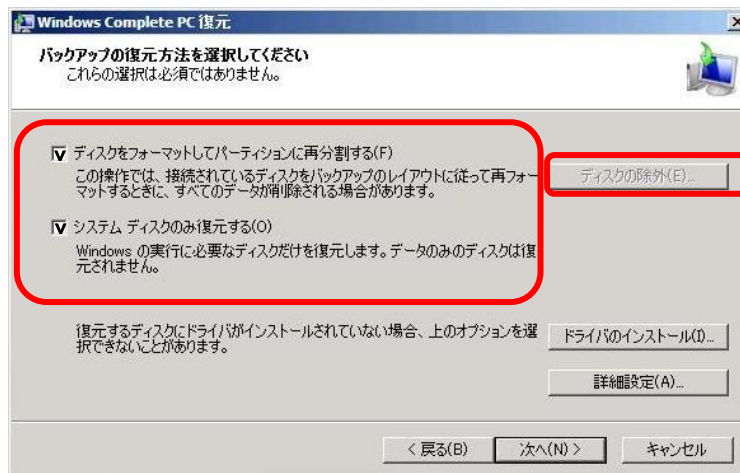 Windows Complete PC 復元
バックアップの復元方法を選択してください
これらの選択は必須ではありません。
ディスクをフォーマットしてパーティションに再分割する(F)
この操作では、接続されているディスクをバックアップのレイアウトに従って再フォー
マットするときに、すべてのデータが削除される場合があります。
ディスクの除外(E)...
システム ディスクのみ復元する(O)
Windows の実行に必要なディスクだけを復元します。データのみのディスクは復
元されません。
復元するディスクにドライバがインストールされていない場合、上のオプションを選
択できないことがあります。
ドライバのインストール(I)...
詳細設定(A)...
< 戻る(B)
次へ(N) >
キャンセル